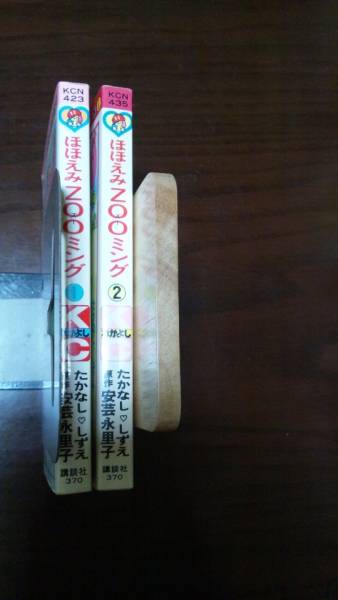 KCN
423
ほほえみZOOミング
1
KC
なかよし
たかなし♡しずえ
原作 安芸永里子
講談社
370
KCN
435
ほほえみZOOミング
2
KC
なかよし
たかなし♡しずえ
原作 安芸永里子
講談社
370